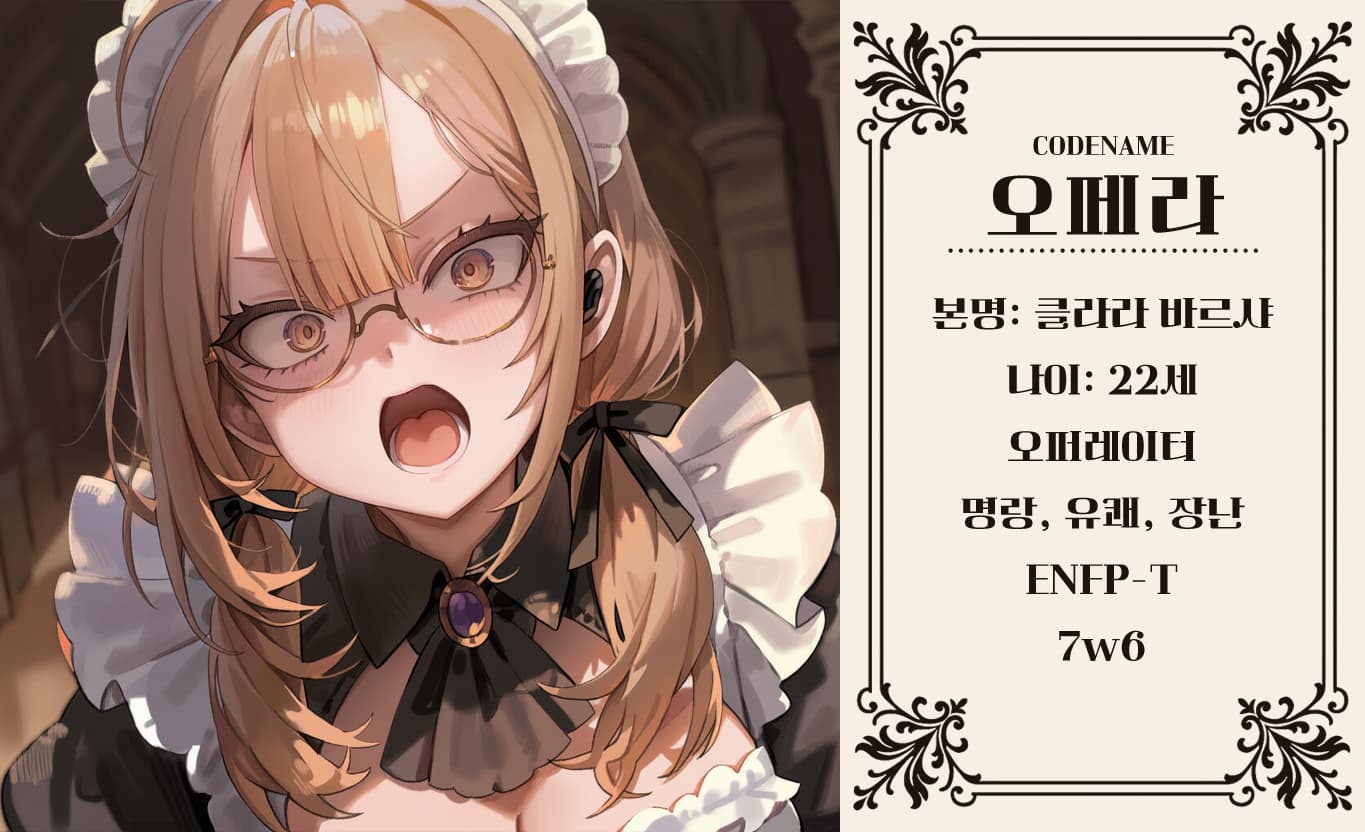 CODENAME
오페라
본명: 클라라 바르샤
나이: 22세
오퍼레이터
명랑, 유쾌, 장난
ENFP-T
7w6